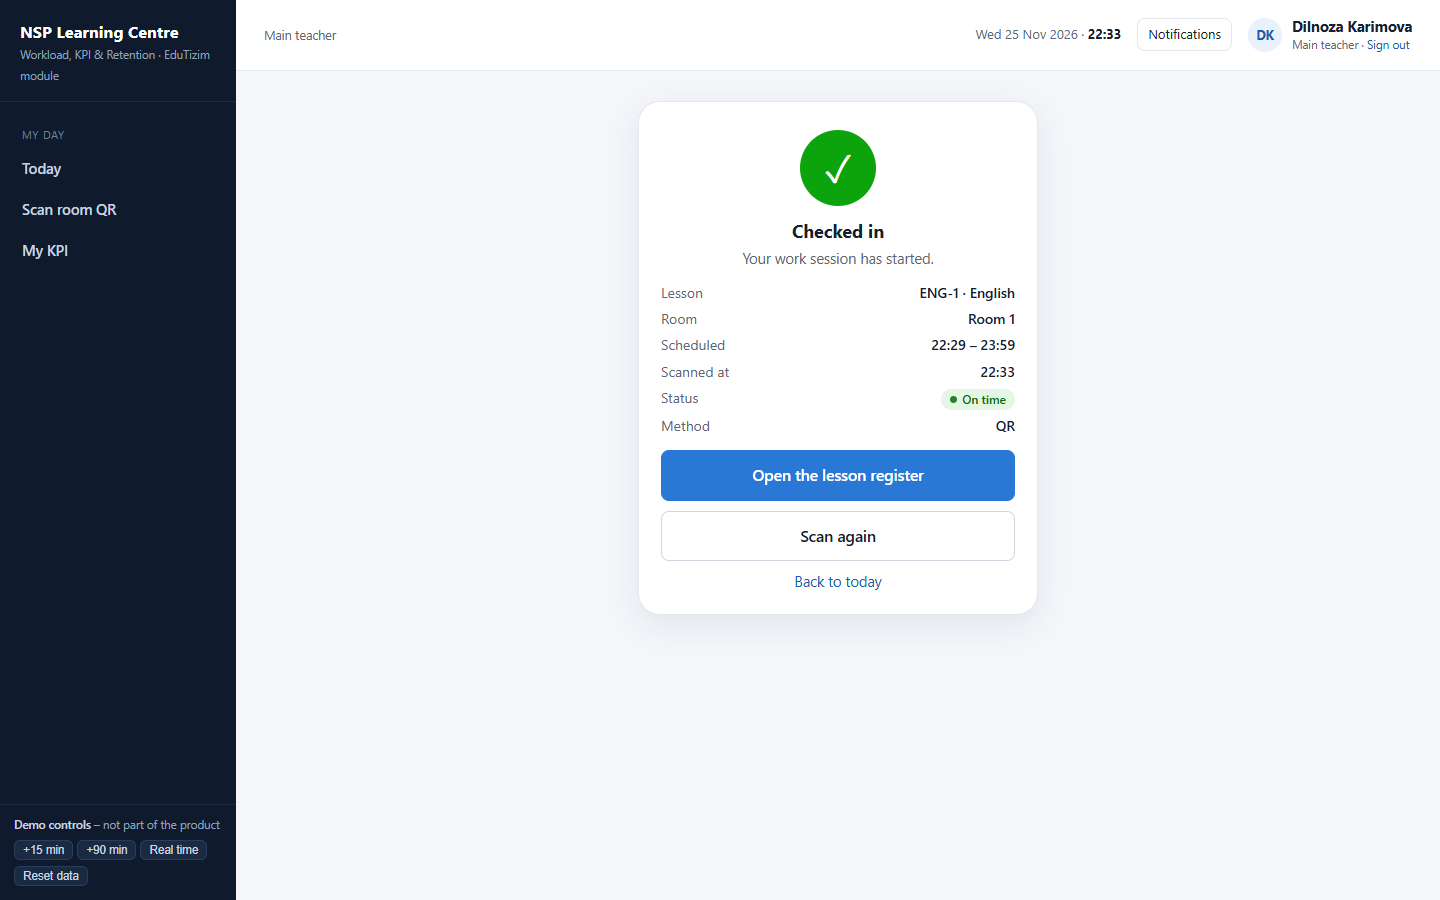 NSP Learning Centre
Workload, KPI & Retention · EduTizim
module
MY DAY
Today
Scan room QR
My KPI
Demo controls – not part of the product
+15 min
+90 min
Real time
Reset data
Main teacher
Wed 25 Nov 2026 · 22:33
Notifications
DK
Dilnoza Karimova
Main teacher · Sign out
✓
Checked in
Your work session has started.
Lesson ENG-1 · English
Room Room 1
Scheduled 22:29 – 23:59
Scanned at 22:33
Status On time
Method QR
Open the lesson register
Scan again
Back to today